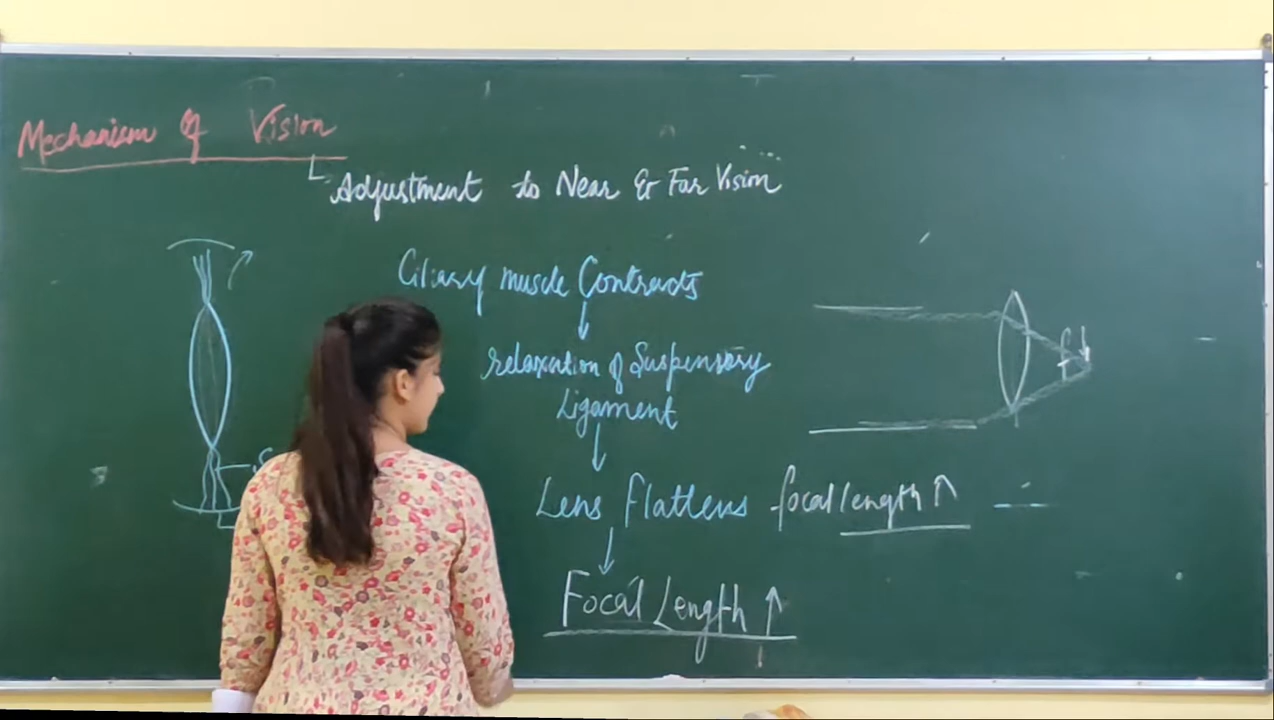 Mechanism of Vision
Adjustment to Near & Far Vision
Ciliary muscle Contracts
↓
relaxation of Suspensory
Ligament
↓
Lens Flattens focal length ↑
↓
Focal Length ↑